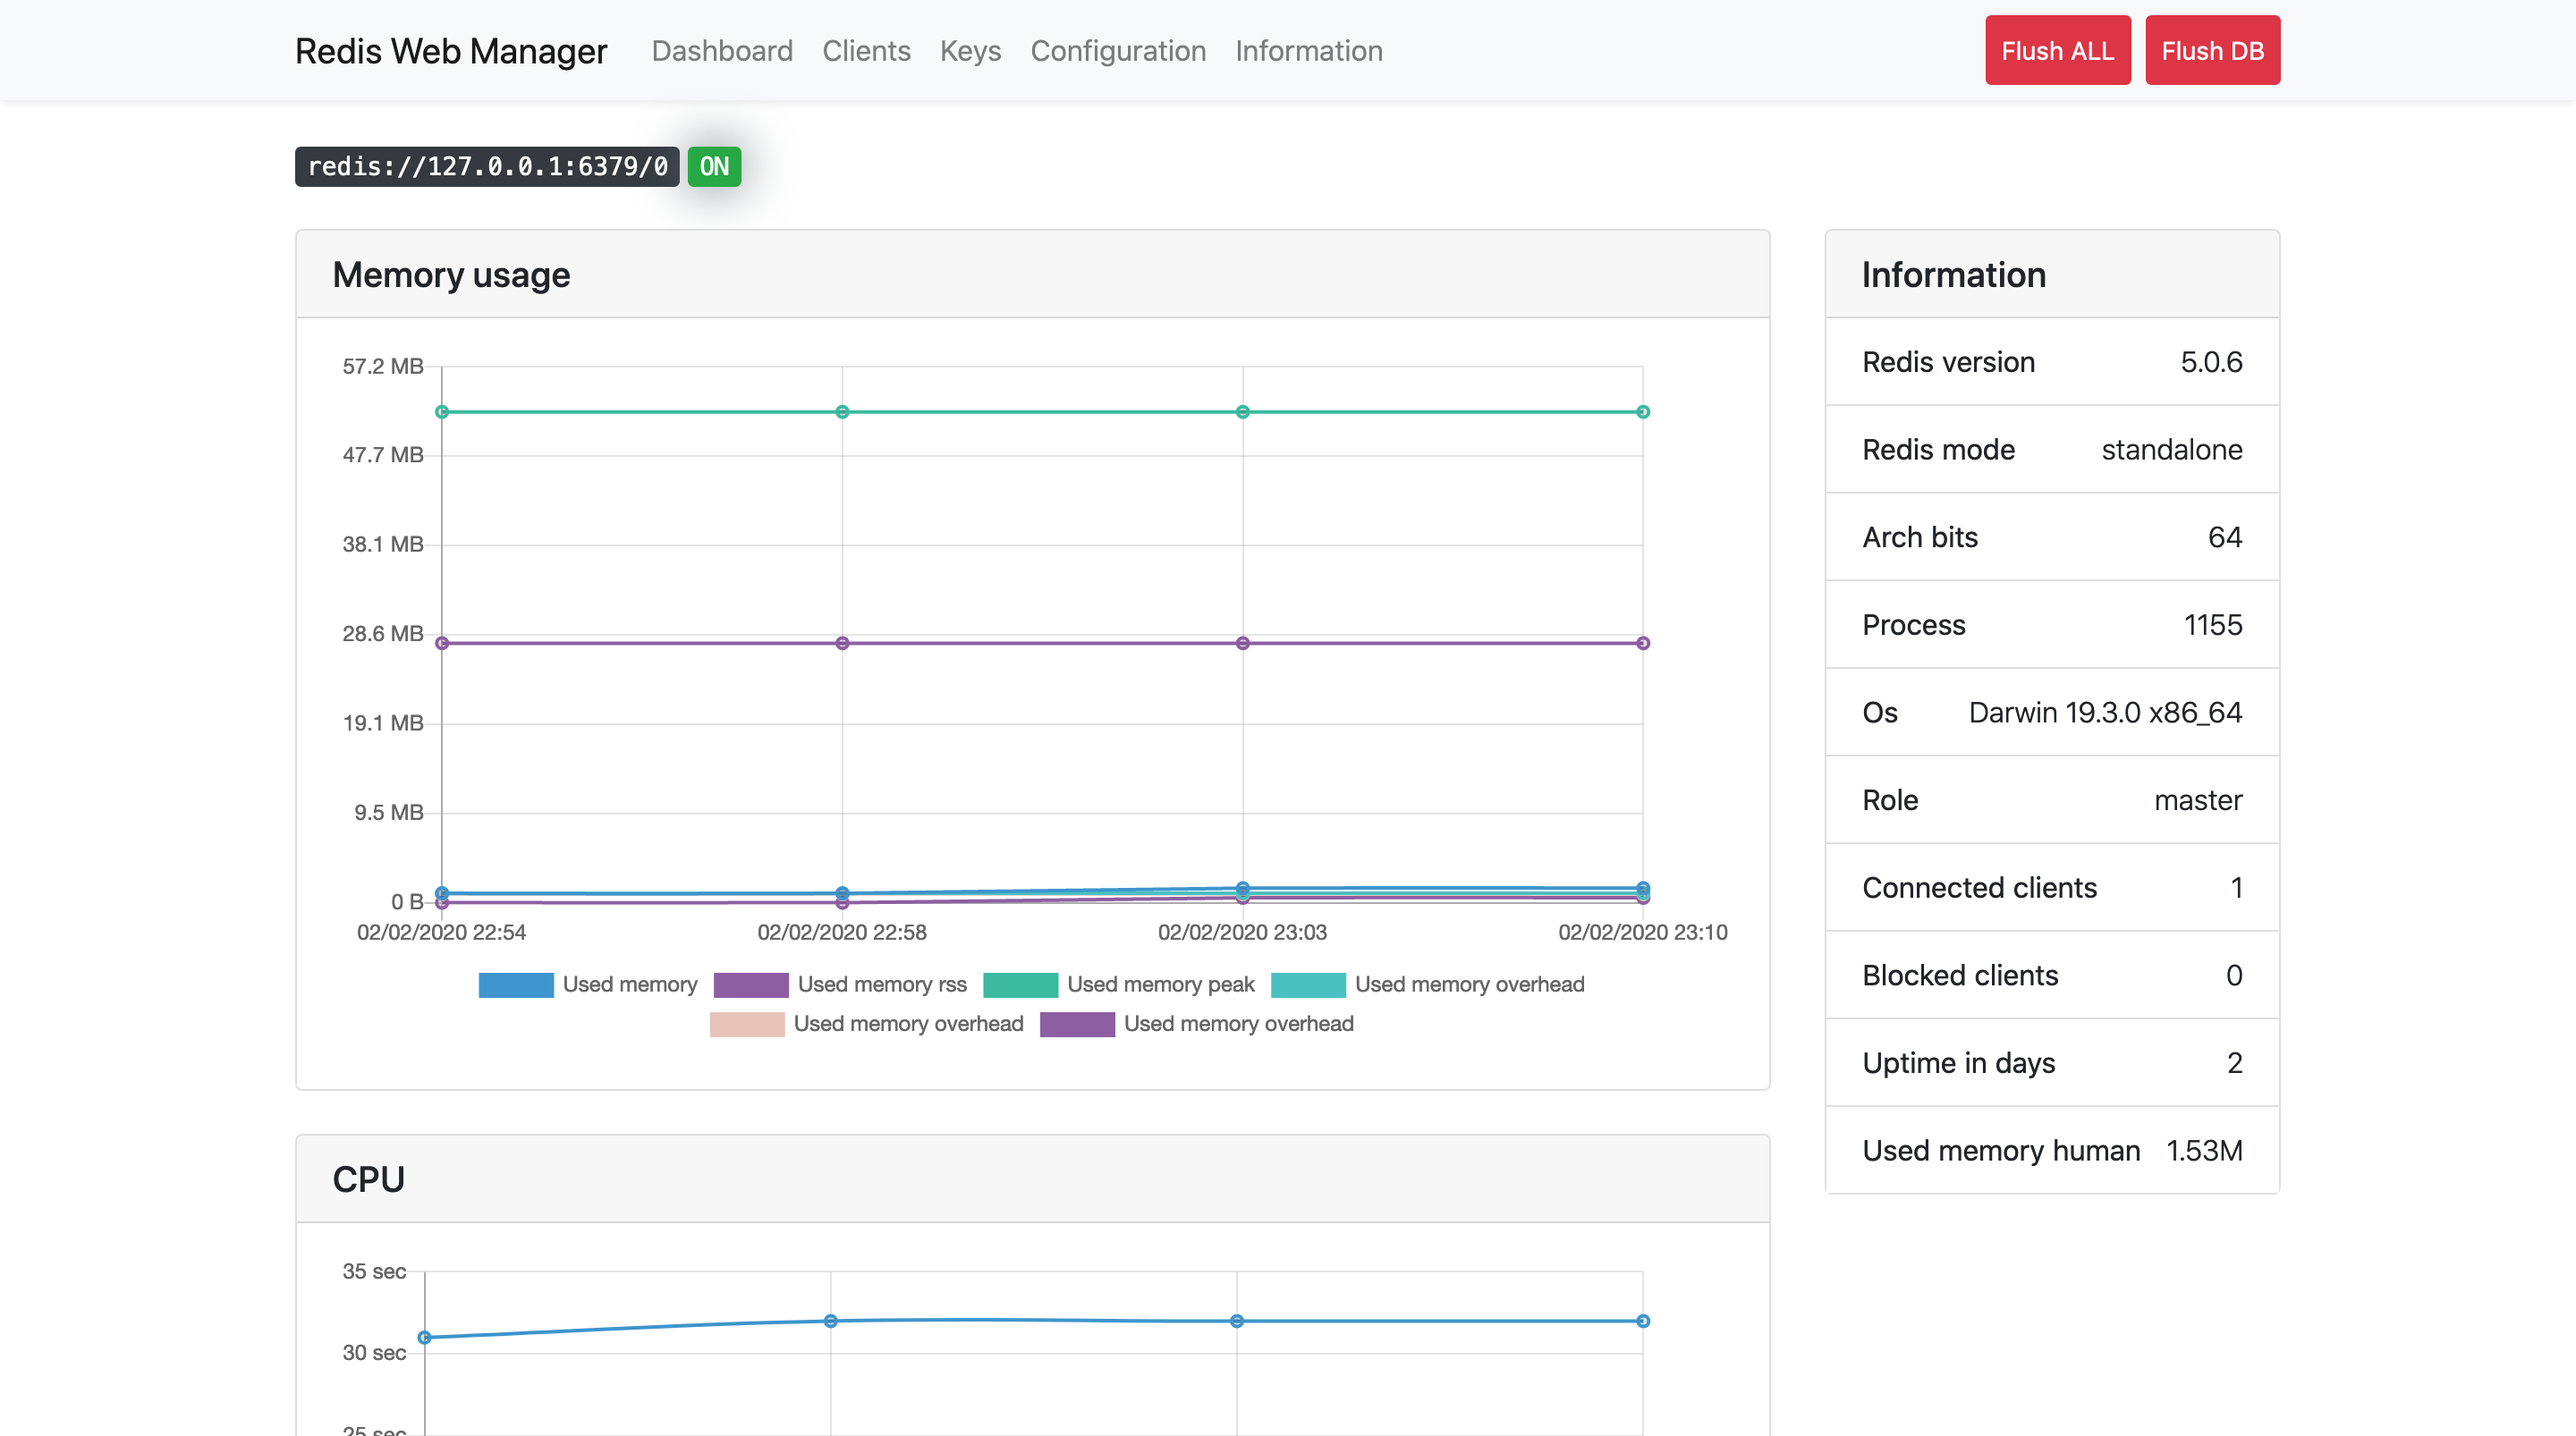 Redis Web Manager Dashboard Clients Keys Configuration Information Flush ALL Flush DB
redis://127.0.0.1:6379/0 ON
Memory usage
57.2 MB
47.7 MB
38.1 MB
28.6 MB
19.1 MB
9.5 MB
0 B
02/02/2020 22:54 02/02/2020 22:58 02/02/2020 23:03 02/02/2020 23:10
Used memory Used memory rss Used memory peak Used memory overhead
Used memory overhead Used memory overhead
Information
Redis version 5.0.6
Redis mode standalone
Arch bits 64
Process 1155
Os Darwin 19.3.0 x86_64
Role master
Connected clients 1
Blocked clients 0
Uptime in days 2
Used memory human 1.53M
CPU
35 sec
30 sec
25 sec